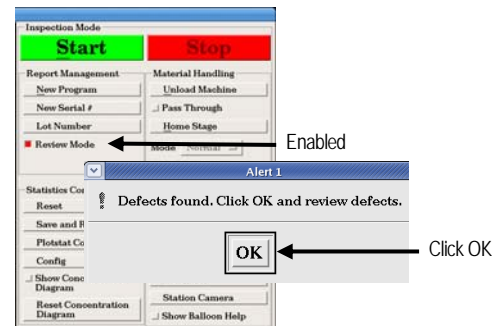 Inspection Mode
Start Stop
Report Management Material Handling
New Program Unload Machine
New Serial # Pass Through
Lot Number Home Stage
Review Mode Mode Normal
Enabled
Alert 1
Defects found. Click OK and review defects.
OK
Click OK
Statistics Co
Reset
Save and R
Plotstat Co
Config
Show Conc
Diagram
Reset Concentration
Diagram
Station Camera
Show Balloon Help